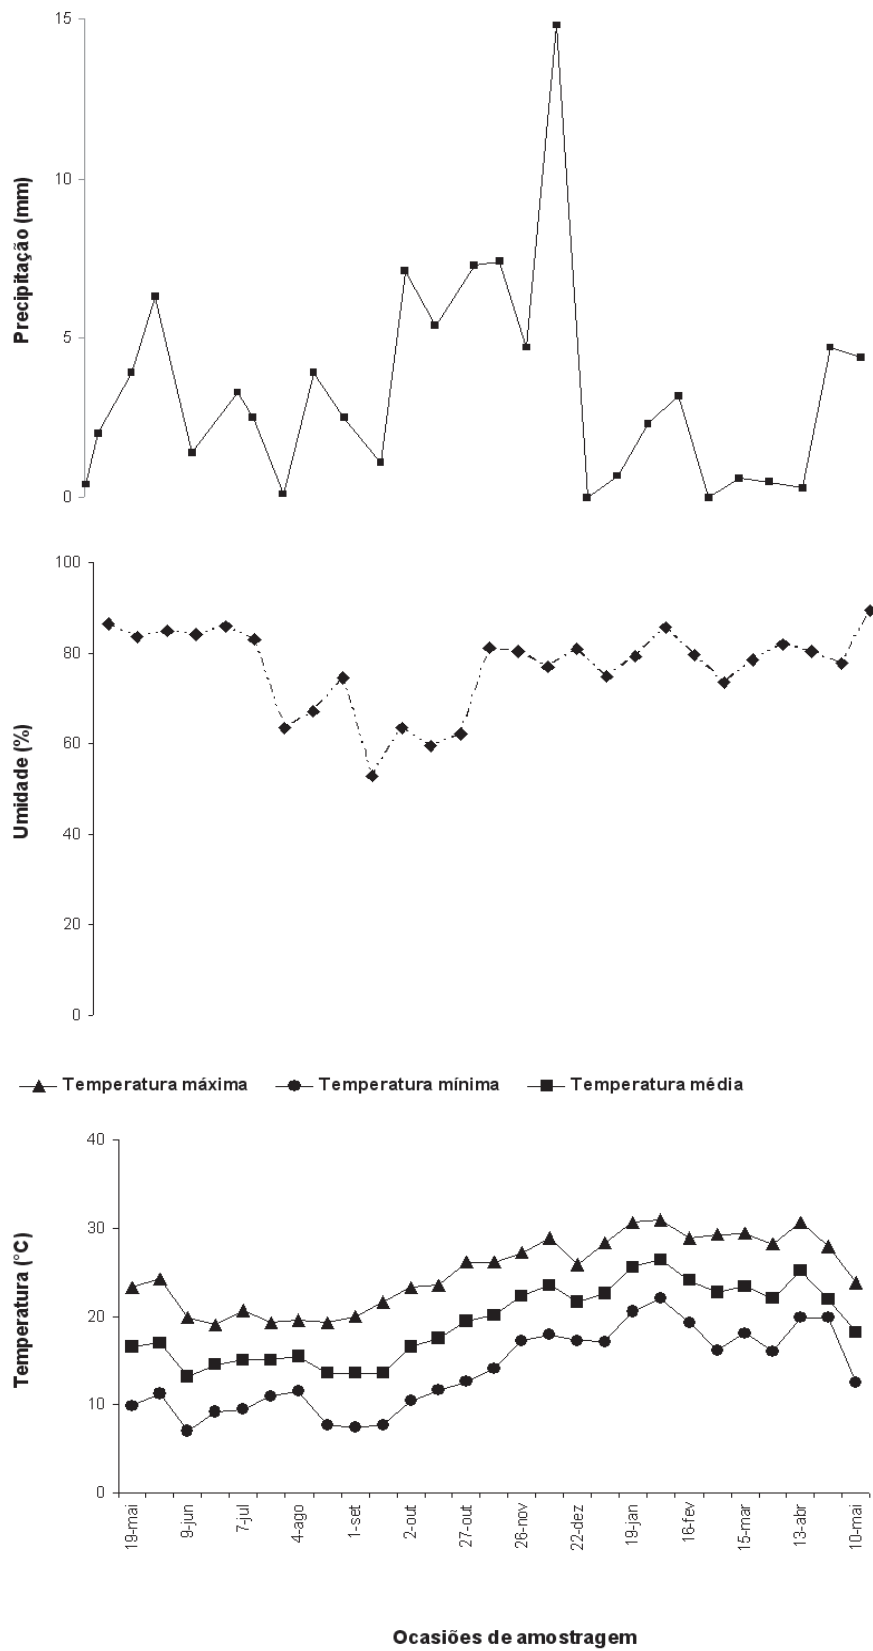 15
10
5
0
Precipitação (mm)
100
80
60
40
20
0
Umidade (%)
Temperatura máxima Temperatura mínima Temperatura média
40
30
20
10
0
Temperatura (°C)
19-mai 9-jun 7-jul 4-ago 1-set 2-out 27-out 26-nov 22-dez 19-jan 16-fev 15-mar 13-abr 10-mai
Ocasiões de amostragem